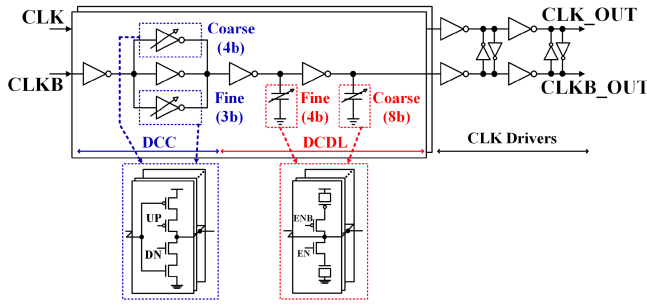 CLK
CLK_OUT
Coarse
(4b)
CLKB
CLKB_OUT
Fine
(3b)
Fine
(4b)
Coarse
(8b)
DCC
DCDL
CLK Drivers
UP
DN
ENB
EN